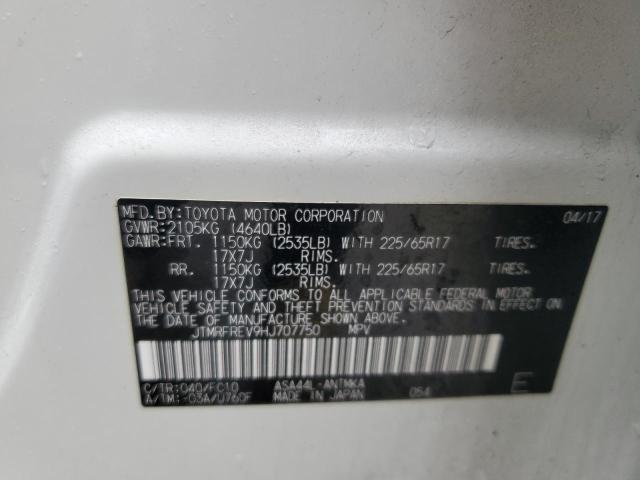 MFD.BY:TOYOTA MOTOR CORPORATION 04/17
GVWR:2105KG (4640LB)
GAWR:FRT. 1150KG (2535LB) WITH 225/65R17 TIRES.
17X7J RIMS.
RR. 1150KG (2535LB) WITH 225/65R17 TIRES.
17X7J RIMS.
THIS VEHICLE CONFORMS TO ALL APPLICABLE FEDERAL MOTOR
VEHICLE SAFETY AND THEFT PREVENTION STANDARDS IN EFFECT ON
THE DATE OF MANUFACTURE SHOWN ABOVE.
JTMRFREV9HJ707750 MPV
C/TR:040/FC10 ASA44L-ANTMKA 054 E
A/TM:-03A/U760F MADE IN JAPAN